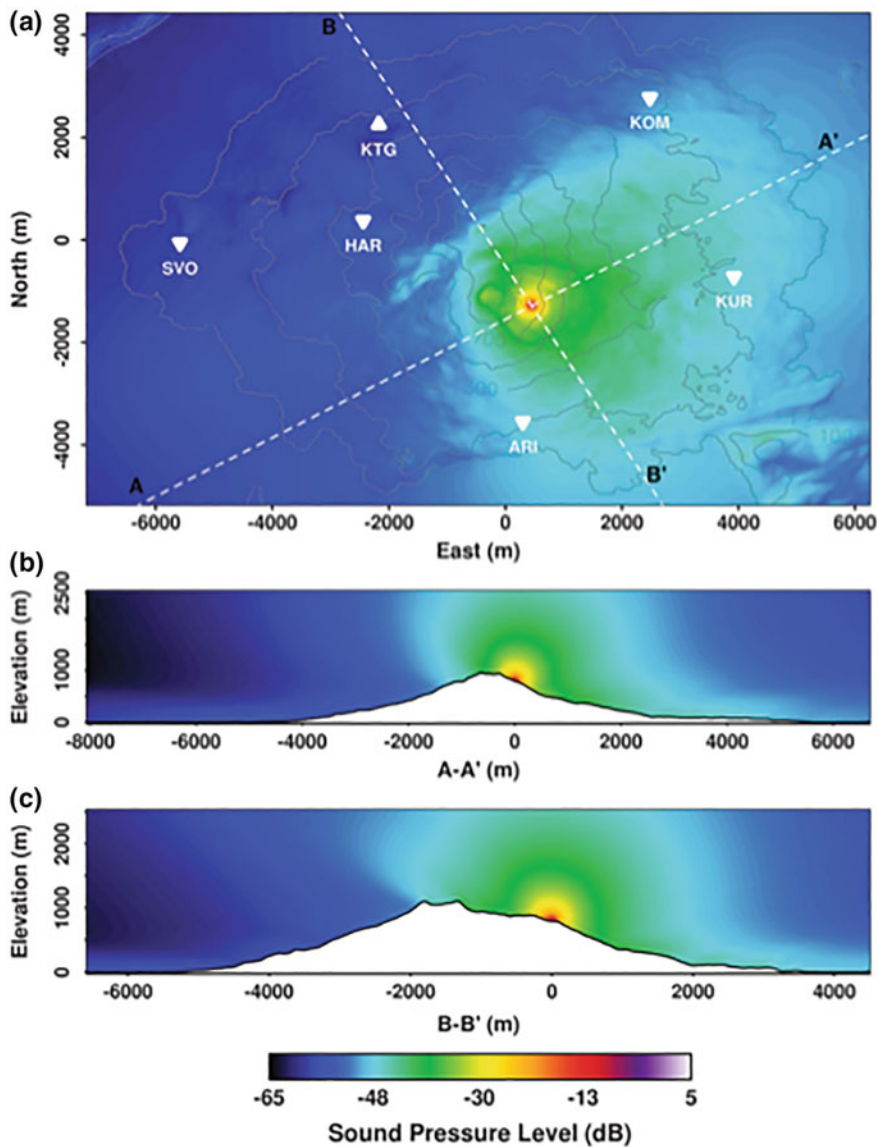 (a)
B
KOM
KTG
A'
HAR
SVO
KUR
ARI
A
B'
4000
2000
0
-2000
-4000
North (m)
-6000 -4000 -2000 0 2000 4000 6000
East (m)
(b)
2500
1000
0
Elevation (m)
-8000 -6000 -4000 -2000 0 2000 4000 6000
A-A' (m)
(c)
2000
1000
0
Elevation (m)
-6000 -4000 -2000 0 2000 4000
B-B' (m)
-65 -48 -30 -13 5
Sound Pressure Level (dB)